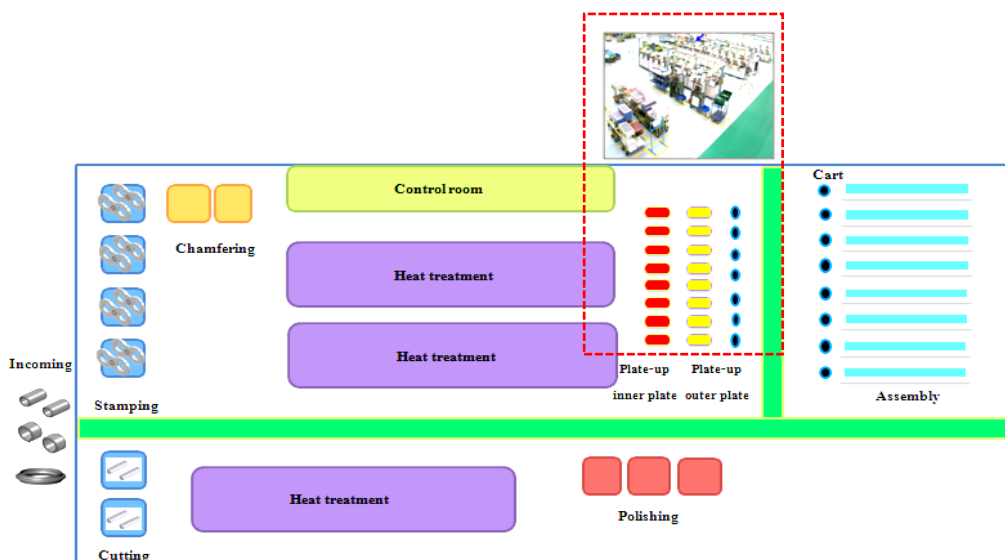 Control room
Cart
Chamfering
Heat treatment
Heat treatment
Incoming
Plate-up
inner plate
Plate-up
outer plate
Stamping
Assembly
Heat treatment
Polishing
Cutting